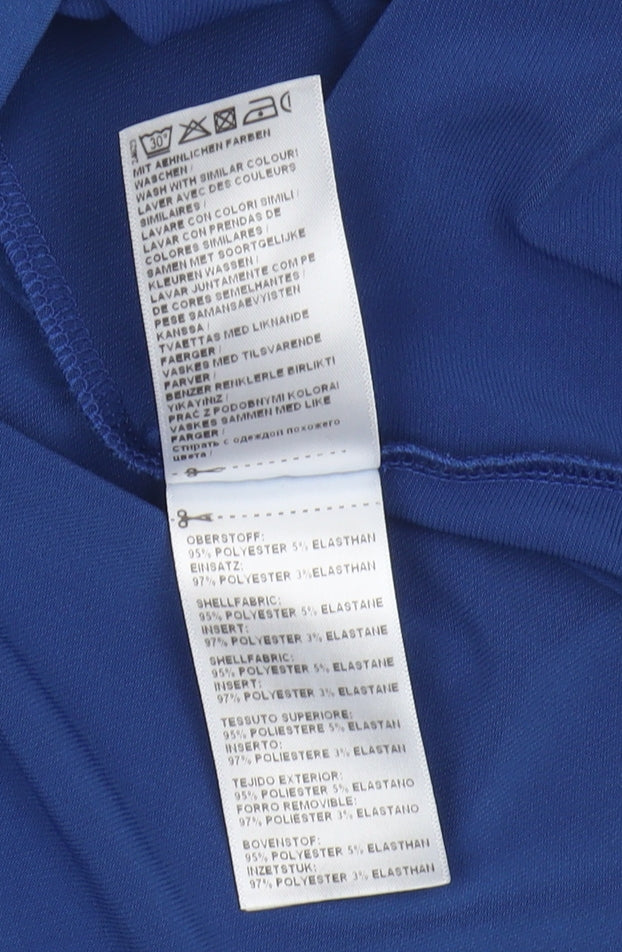 30°
MIT AEHNLICHEN FARBEN
WASCHEN /
WASH WITH SIMILAR COLOUR!
LAVER AVEC DES COULEURS
SIMILAIRES /
LAVARE CON COLORI SIMILI /
LAVAR CON PRENDAS DE
COLORES SIMILARES /
SAMEN MET SOORTGELIJKE
KLEUREN WASSEN /
LAVAR JUNTAMENTE COM PE
DE CORES SEMELHANTES /
PESE SAMANSAEVYISTEN
KANSSA /
TVAETTAS MED LIKNANDE
FAERGER /
VASKES MED TILSVARENDE
FARVER /
BENZER RENKLERLE BIRLIKTI
YIKAYINIZ /
PRAĆ Z PODOBNYMI KOLORAI
VASKES SAMMEN MED LIKE
FARGER /
Стирать с одеждой похожего
цвета /
OBERSTOFF:
95% POLYESTER 5% ELASTHAN
EINSATZ:
97% POLYESTER 3%ELASTHAN
SHELLFABRIC:
95% POLYESTER 5% ELASTANE
INSERT:
97% POLYESTER 3% ELASTANE
SHELLFABRIC:
95% POLYESTER 5% ELASTANE
INSERT:
97% POLYESTER 3% ELASTANE
TESSUTO SUPERIORE:
95% POLIESTERE 5% ELASTAN
INSERTO:
97% POLIESTERE 3% ELASTAN
TEJIDO EXTERIOR:
95% POLIESTER 5% ELASTANO
FORRO REMOVIBLE:
97% POLIESTER 3% ELASTANO
BOVENSTOF:
95% POLYESTER 5% ELASTHAN
INZETSTUK:
97% POLYESTER 3% ELASTHAN